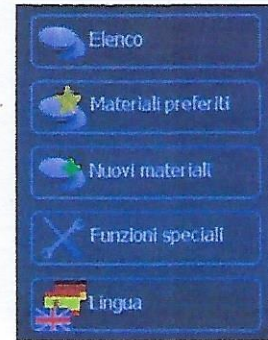 Elenco
Materiali preferiti
Nuovi materiali
Funzioni speciali
Lingua